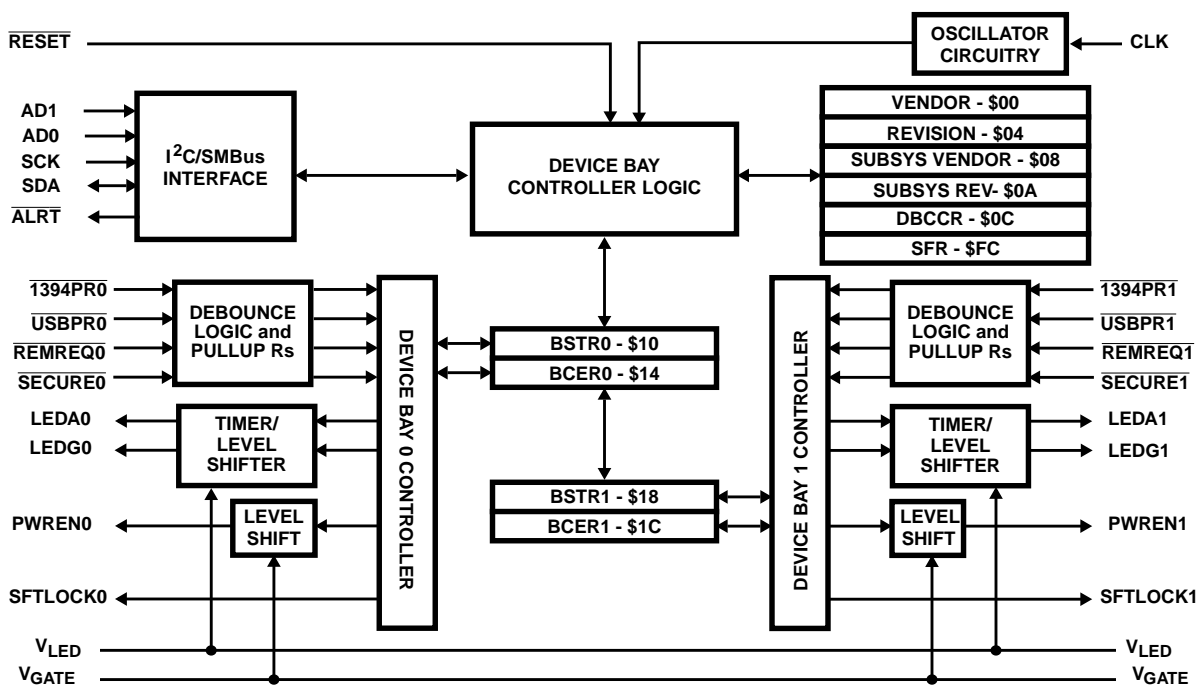 RESET
OSCILLATOR
CIRCUITRY
CLK
AD1
AD0
SCK
SDA
ALRT
I2C/SMBus
INTERFACE
DEVICE BAY
CONTROLLER LOGIC
VENDOR - $00
REVISION - $04
SUBSYS VENDOR - $08
SUBSYS REV- $0A
DBCCR - $0C
SFR - $FC
1394PR0
USBPR0
REMREQ0
SECURE0
DEBOUNCE
LOGIC and
PULLUP Rs
LEDA0
LEDG0
TIMER/
LEVEL
SHIFTER
PWREN0
LEVEL
SHIFT
SFTLOCK0
DEVICE BAY 0 CONTROLLER
BSTR0 - $10
BCER0 - $14
BSTR1 - $18
BCER1 - $1C
DEVICE BAY 1 CONTROLLER
DEBOUNCE
LOGIC and
PULLUP Rs
1394PR1
USBPR1
REMREQ1
SECURE1
TIMER/
LEVEL
SHIFTER
LEDA1
LEDG1
LEVEL
SHIFT
PWREN1
SFTLOCK1
VLED
VGATE
VLED
VGATE